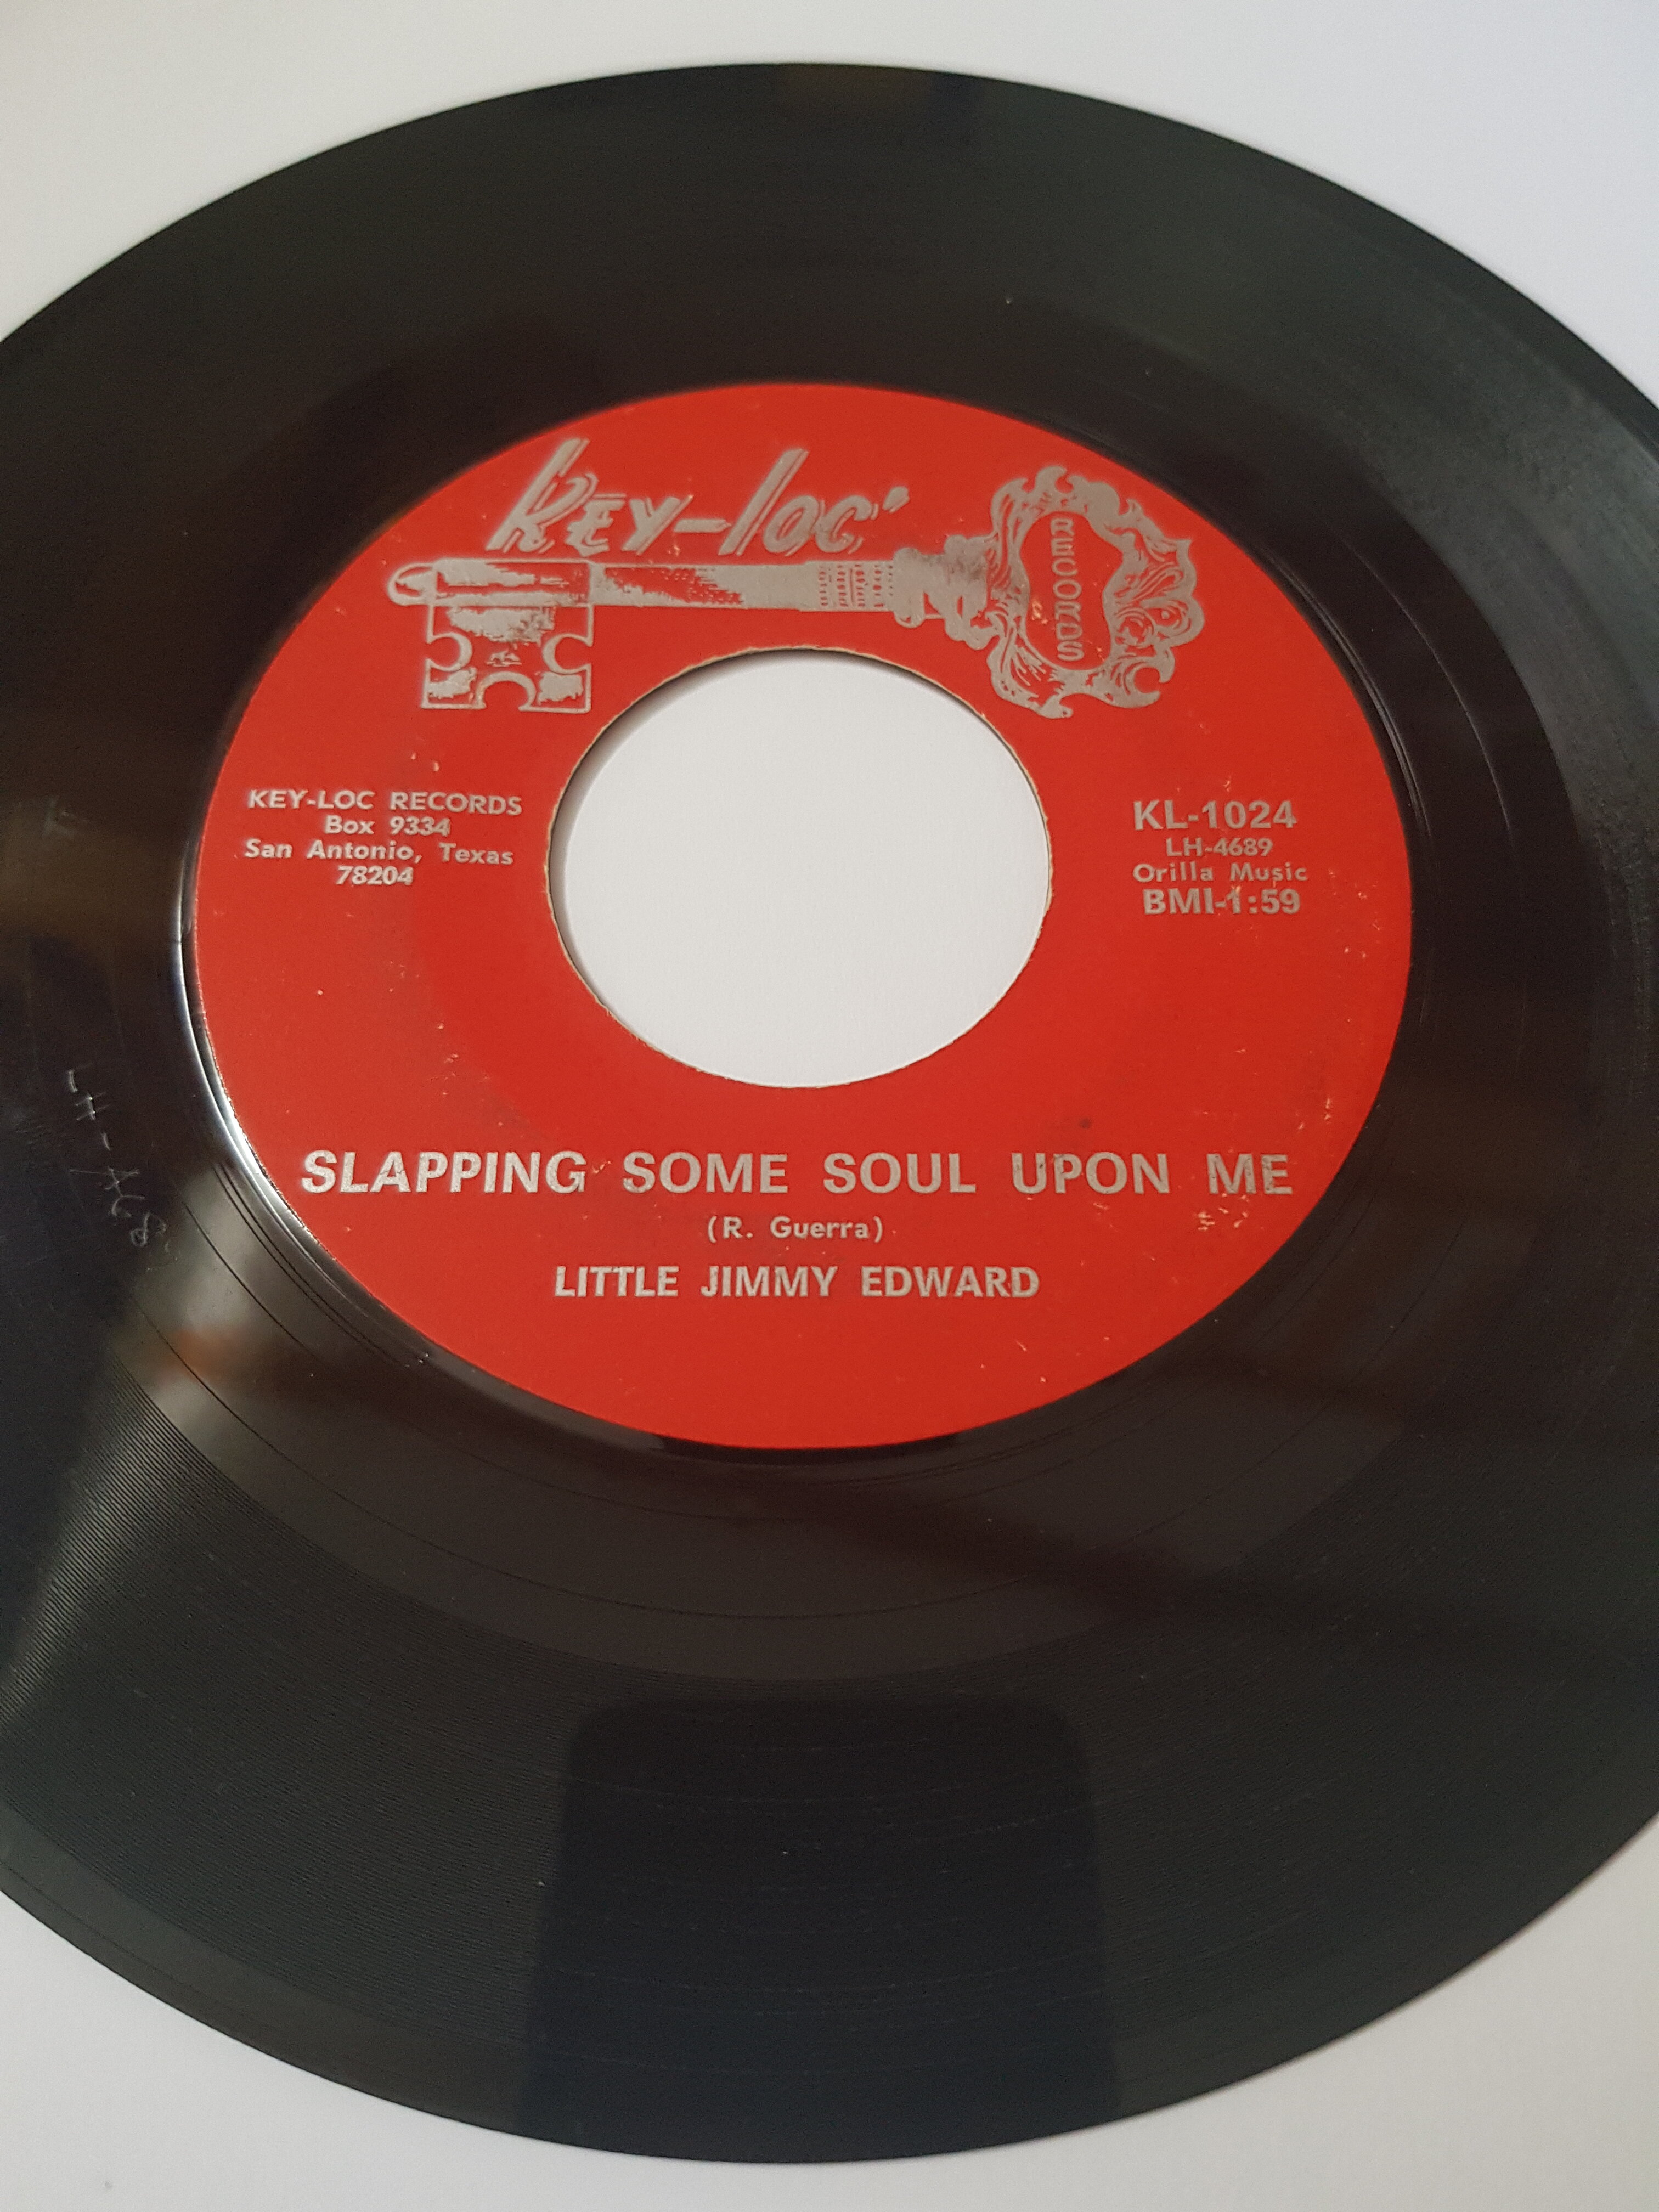 KEY-LOC'
RECORDS
KEY-LOC RECORDS
Box 9334
San Antonio, Texas
78204
KL-1024
LH-4689
Orilla Music
BMI-1:59
SLAPPING SOME SOUL UPON ME
(R. Guerra)
LITTLE JIMMY EDWARD